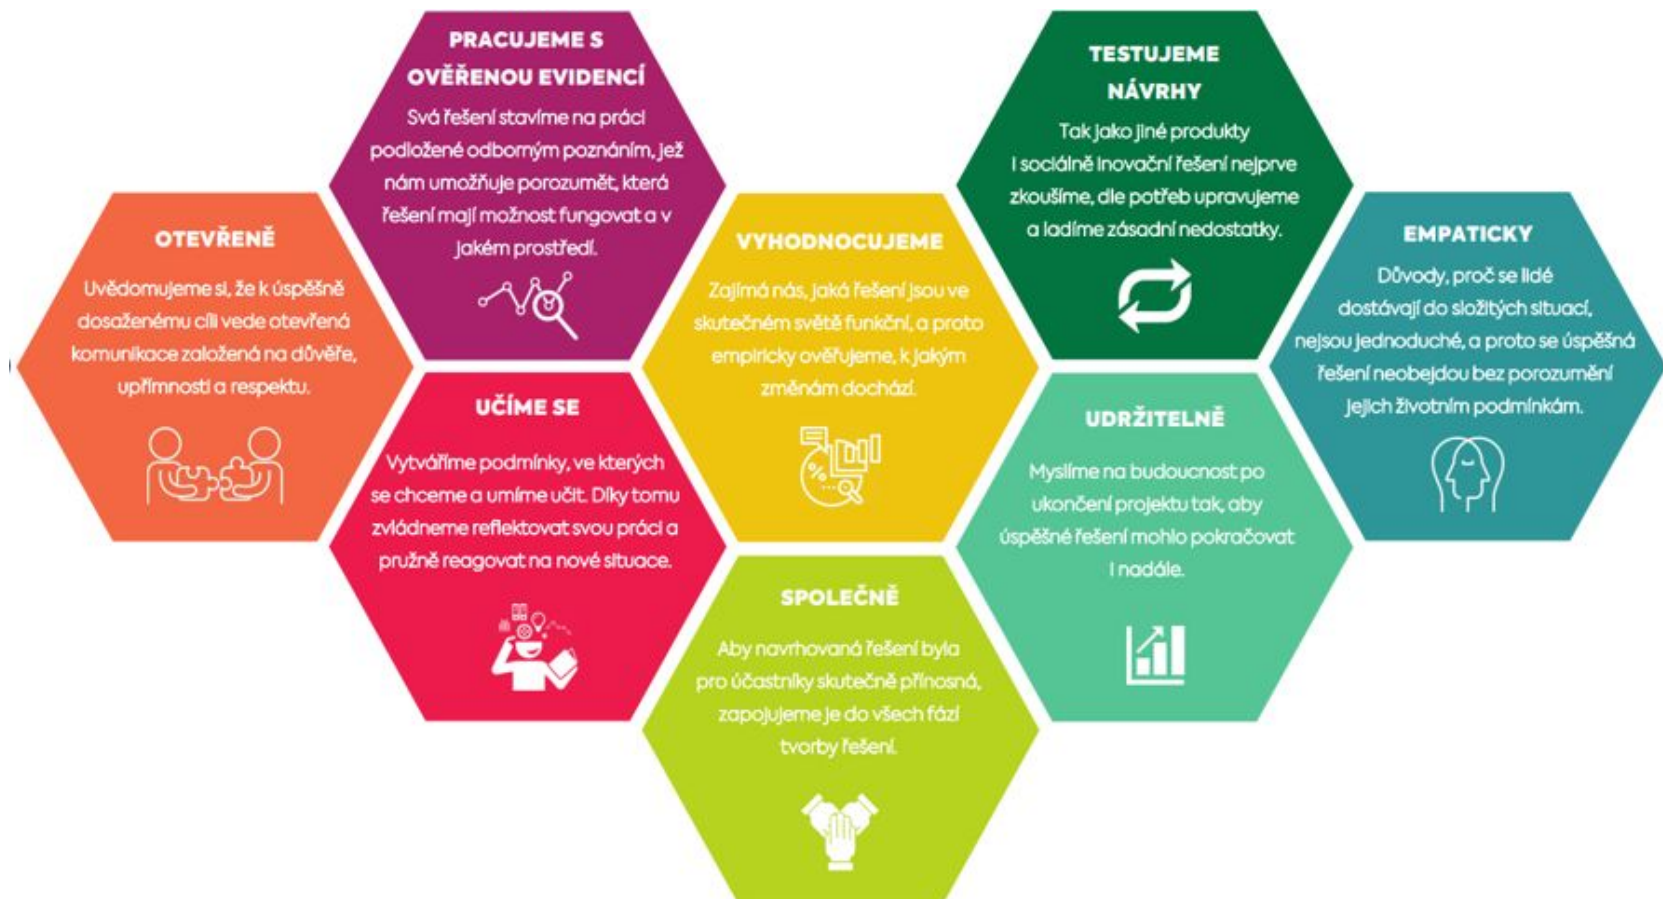 PRACUJEME S
OVĚŘENOU EVIDENCÍ
Svá řešení stavíme na práci
podložené odborným poznáním, jež
nám umožňuje porozumět, která
řešení mají možnost fungovat a v
jakém prostředí.
TESTUJEME
NÁVRHY
Tak jako jiné produkty
i sociálně inovační řešení nejprve
zkoušíme, dle potřeb upravujeme
a ladíme zásadní nedostatky.
OTEVŘENĚ
Uvědomujeme si, že k úspěšně
dosaženému cíli vede otevřená
komunikace založená na důvěře,
upřímnosti a respektu.
VYHODNOCUJEME
Zajímá nás, jaká řešení jsou ve
skutečném světě funkční, a proto
empiricky ověřujeme, k jakým
změnám dochází.
EMPATICKY
Důvody, proč se lidé
dostávají do složitých situací,
nejsou jednoduché, a proto se úspěšná
řešení neobejdou bez porozumění
jejich životním podmínkám.
UČÍME SE
Vytváříme podmínky, ve kterých
se chceme a umíme učit. Díky tomu
zvládneme reflektovat svou práci a
pružně reagovat na nové situace.
UDRŽITELNĚ
Myslíme na budoucnost po
ukončení projektu tak, aby
úspěšné řešení mohlo pokračovat
i nadále.
SPOLEČNĚ
Aby navrhovaná řešení byla
pro účastníky skutečně přínosná,
zapojujeme je do všech fází
tvorby řešení.
%